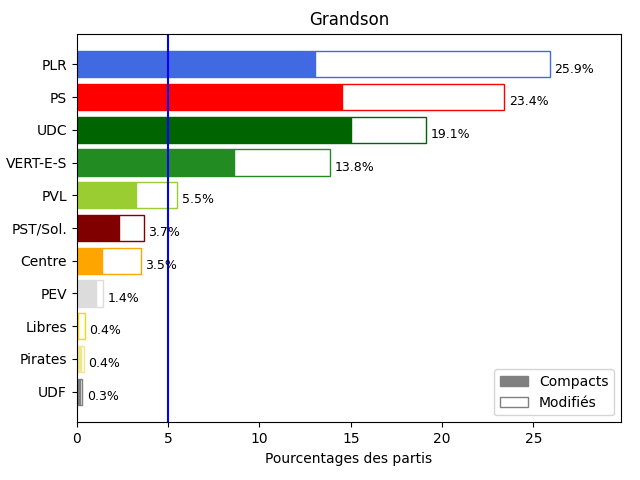 Grandson
PLR 25.9%
PS 23.4%
UDC 19.1%
VERT-E-S 13.8%
PVL 5.5%
PST/Sol. 3.7%
Centre 3.5%
PEV 1.4%
Libres 0.4%
Pirates 0.4%
UDF 0.3%
Compacts
Modifiés
0 5 10 15 20 25
Pourcentages des partis